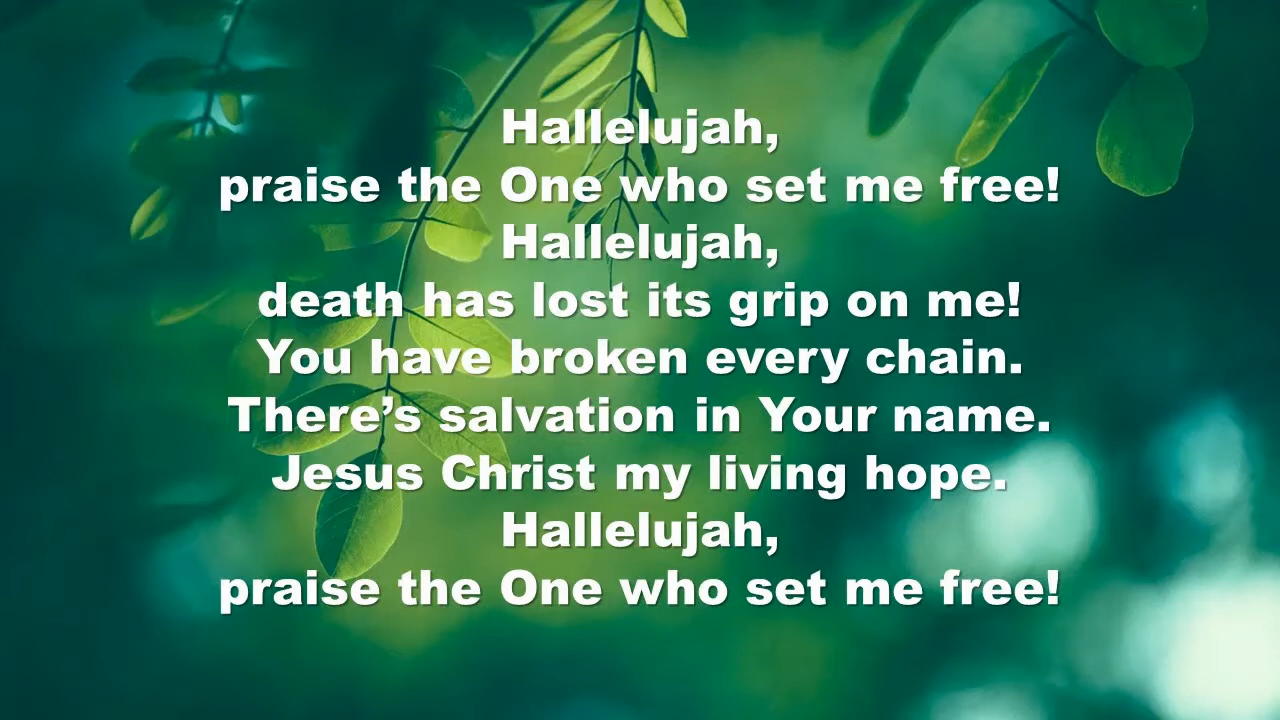 Hallelujah,
praise the One who set me free!
Hallelujah,
death has lost its grip on me!
You have broken every chain.
There’s salvation in Your name.
Jesus Christ my living hope.
Hallelujah,
praise the One who set me free!